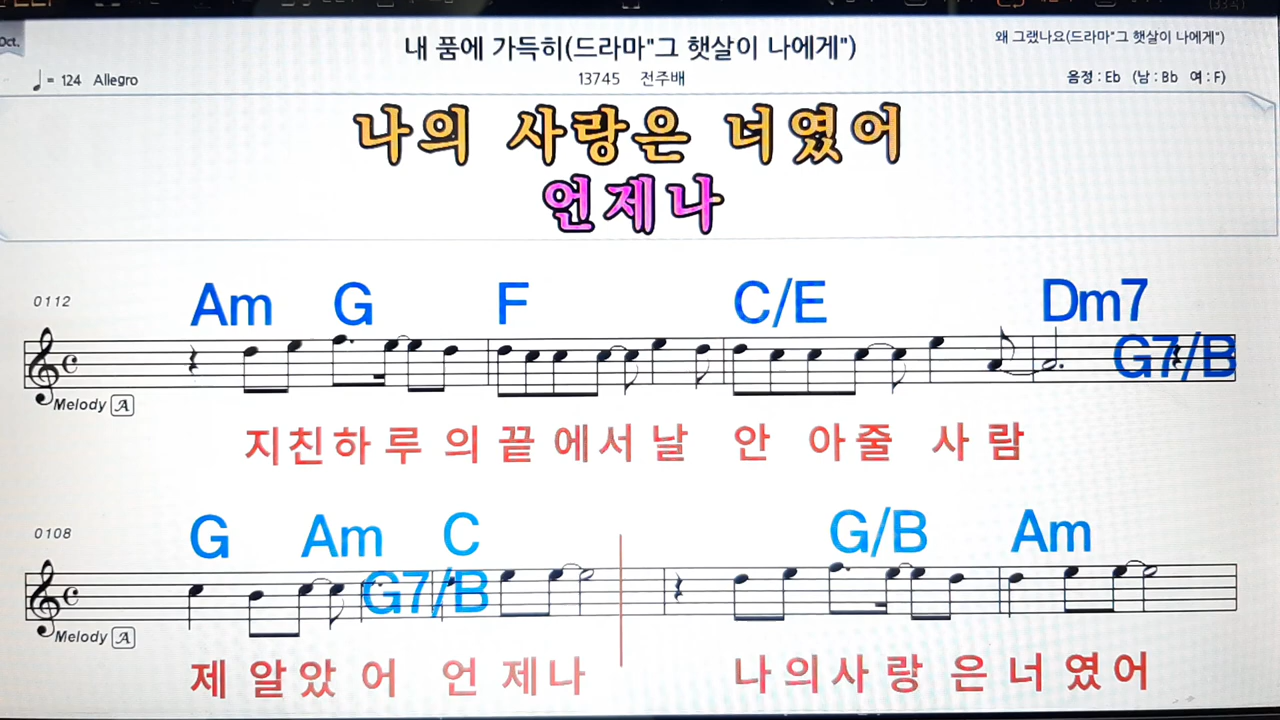 Oct.
내 품에 가득히(드라마"그 햇살이 나에게")
왜 그랬나요(드라마"그 햇살이 나에게")
= 124 Allegro
13745 전주배
음정 : Eb (남 : Bb 여 : F)
나의 사랑은 너였어
언제나
0112
Am G F C/E Dm7
G7/B
Melody A
지친하 루 의 끝 에서 날 안 아줄 사 람
0108
G Am C G/B Am
G7/B
Melody A
제 알았 어 언 제나 나 의사 랑 은 너 였어